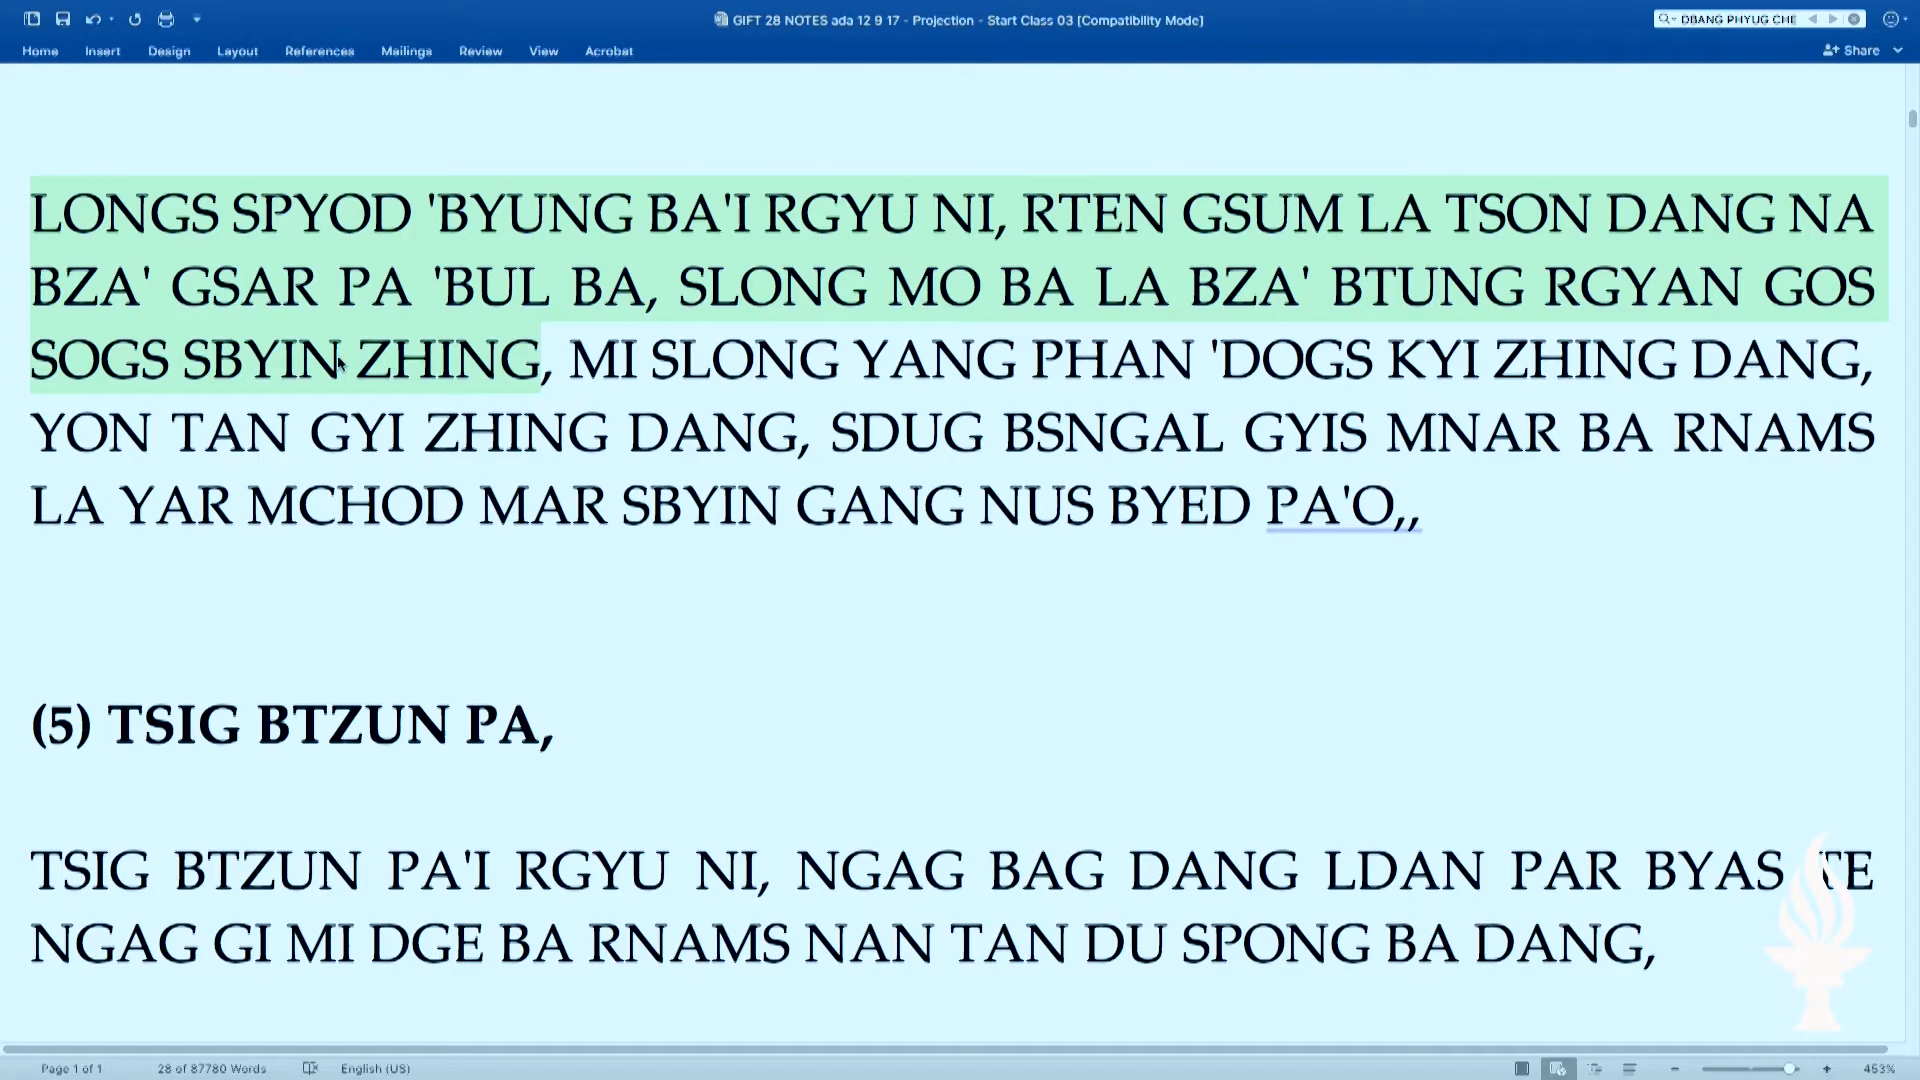 GIFT 28 NOTES ada 12 9 17 - Projection - Start Class 03 [Compatibility Mode]
DBANG PHYUG CHE
Home Insert Design Layout References Mailings Review View Acrobat
Share
LONGS SPYOD 'BYUNG BA'I RGYU NI, RTEN GSUM LA TSON DANG NA
BZA' GSAR PA 'BUL BA, SLONG MO BA LA BZA' BTUNG RGYAN GOS
SOGS SBYIN ZHING, MI SLONG YANG PHAN 'DOGS KYI ZHING DANG,
YON TAN GYI ZHING DANG, SDUG BSNGAL GYIS MNAR BA RNAMS
LA YAR MCHOD MAR SBYIN GANG NUS BYED PA'O,,
(5) TSIG BTZUN PA,
TSIG BTZUN PA'I RGYU NI, NGAG BAG DANG LDAN PAR BYAS TE
NGAG GI MI DGE BA RNAMS NAN TAN DU SPONG BA DANG,
Page 1 of 1 28 of 87780 Words English (US) 453%